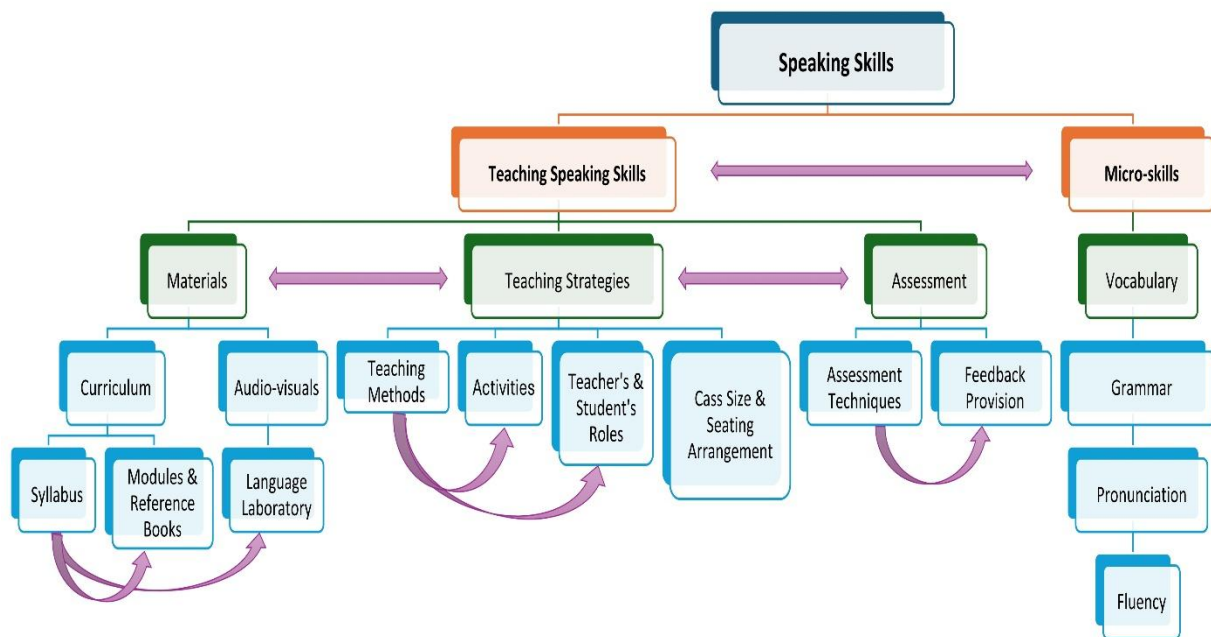 Speaking Skills
Teaching Speaking Skills
Micro-skills
Materials
Teaching Strategies
Assessment
Vocabulary
Curriculum
Audio-visuals
Teaching
Methods
Activities
Teacher's &
Student's
Roles
Cass Size &
Seating
Arrangement
Assessment
Techniques
Feedback
Provision
Grammar
Syllabus
Modules &
Reference
Books
Language
Laboratory
Pronunciation
Fluency